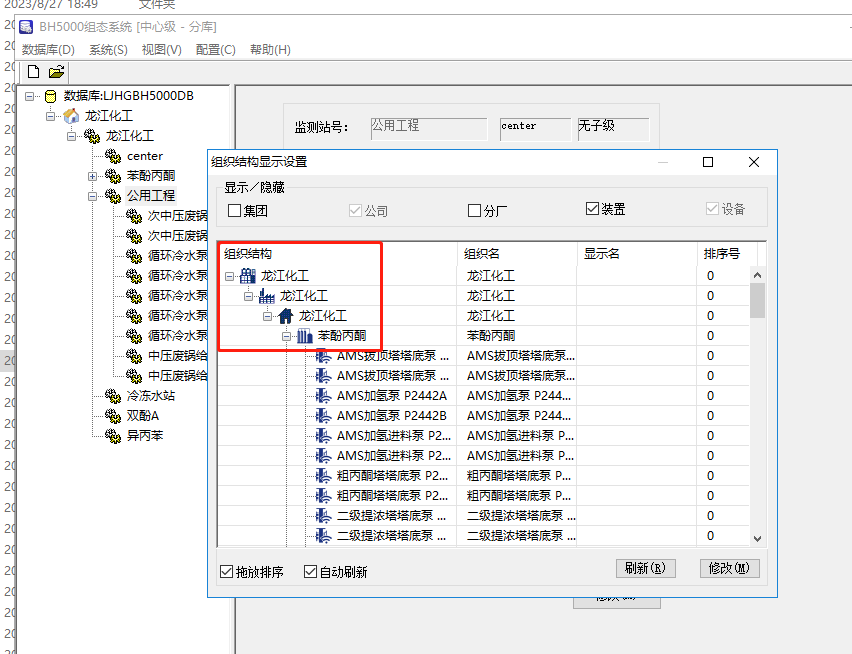 2023/8/27 18:49 文件夹
BH5000组态系统 [中心级 - 分库]
数据库(D) 系统(S) 视图(V) 配置(C) 帮助(H)
数据库:LJHGBH5000DB
龙江化工
龙江化工
center
苯酚丙酮
公用工程
次中压废锅
次中压废锅
循环冷水泵
循环冷水泵
循环冷水泵
循环冷水泵
循环冷水泵
中压废锅给
中压废锅给
冷冻水站
双酚A
异丙苯
监测站号: 公用工程 center 无子级
组织结构显示设置
显示／隐藏
集团 公司 分厂 装置 设备
组织结构 组织名 显示名 排序号
龙江化工 龙江化工 0
龙江化工 龙江化工 0
龙江化工 龙江化工 0
苯酚丙酮 苯酚丙酮 0
AMS拔顶塔塔底泵 ... AMS拔顶塔塔底泵... 0
AMS拔顶塔塔底泵 ... AMS拔顶塔塔底泵... 0
AMS加氢泵 P2442A AMS加氢泵 P244... 0
AMS加氢泵 P2442B AMS加氢泵 P244... 0
AMS加氢进料泵 P2... AMS加氢进料泵 P... 0
AMS加氢进料泵 P2... AMS加氢进料泵 P... 0
粗丙酮塔塔底泵 P2... 粗丙酮塔塔底泵 P... 0
粗丙酮塔塔底泵 P2... 粗丙酮塔塔底泵 P... 0
二级提浓塔塔底泵 ... 二级提浓塔塔底泵 ... 0
二级提浓塔塔底泵 ... 二级提浓塔塔底泵 ... 0
拖放排序 自动刷新 刷新(R) 修改(M)